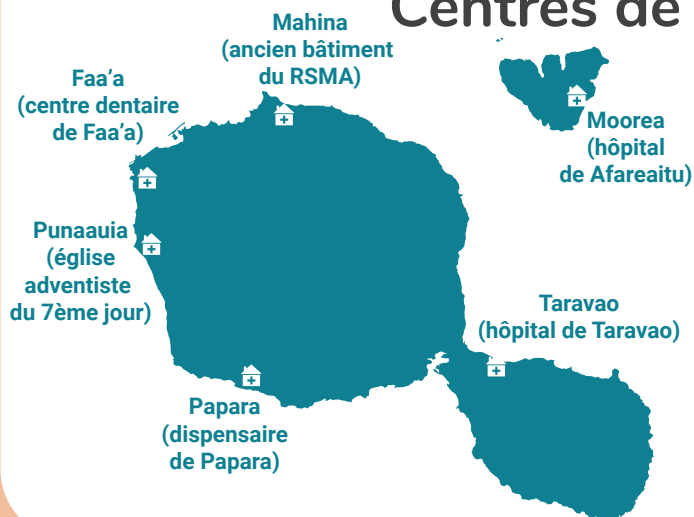 Centres de
Mahina
(ancien bâtiment
du RSMA)
Faa’a
(centre dentaire
de Faa’a)
Moorea
(hôpital
de Afareaitu)
Punaauia
(église
adventiste
du 7ème jour)
Taravao
(hôpital de Taravao)
Papara
(dispensaire
de Papara)